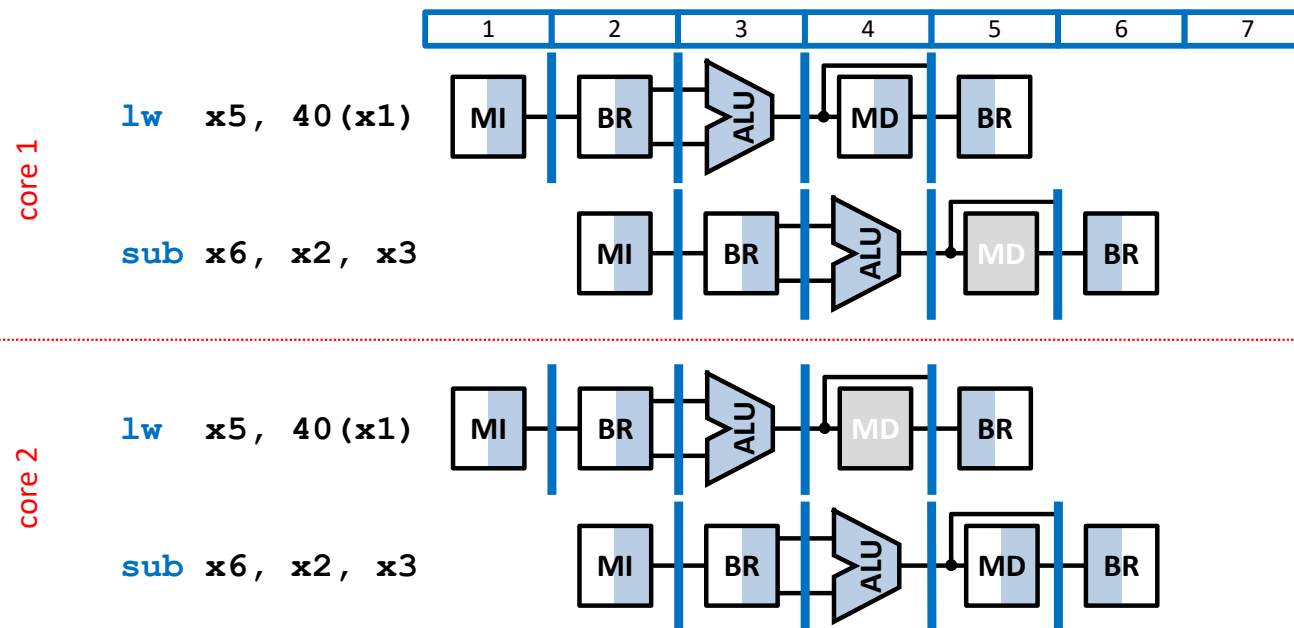 1 2 3 4 5 6 7
core 1
lw x5, 40(x1) MI BR ALU MD BR
sub x6, x2, x3 MI BR ALU MD BR
core 2
lw x5, 40(x1) MI BR ALU MD BR
sub x6, x2, x3 MI BR ALU MD BR